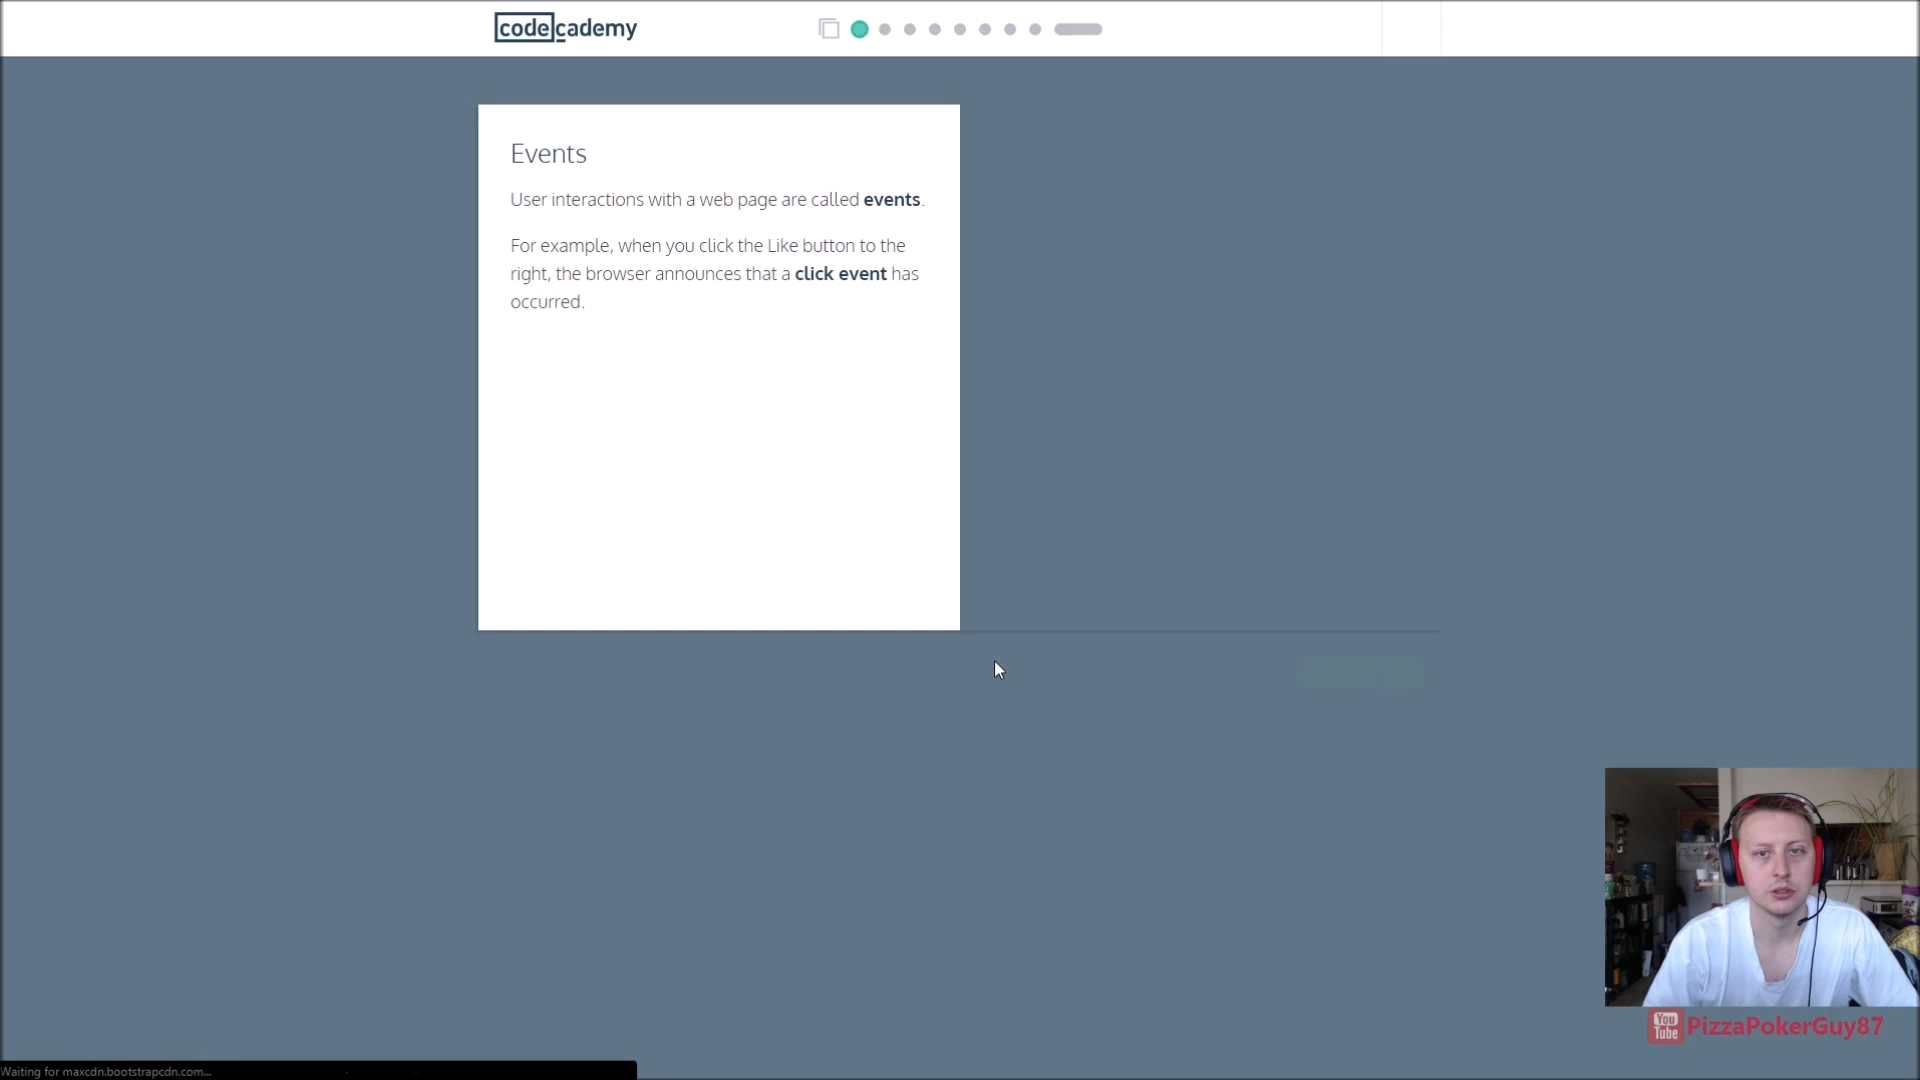 codecademy
Events
User interactions with a web page are called events.
For example, when you click the Like button to the
right, the browser announces that a click event has
occurred.
You
Tube
PizzaPokerGuy87
Waiting for maxcdn.bootstrapcdn.com...